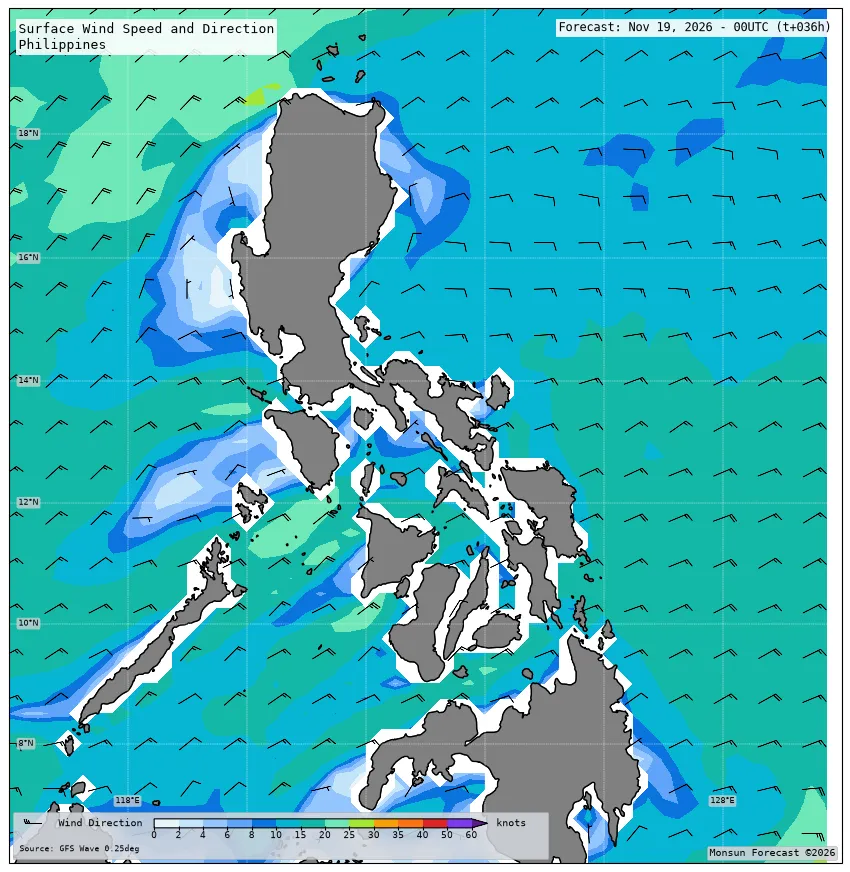 Surface Wind Speed and Direction
Philippines
Forecast: Nov 19, 2026 - 00UTC (t+036h)
18°N
16°N
14°N
12°N
10°N
8°N
118°E
128°E
Wind Direction
knots
0 2 4 6 8 10 15 20 25 30 35 40 50 60
Source: GFS Wave 0.25deg
Monsun Forecast ©2026